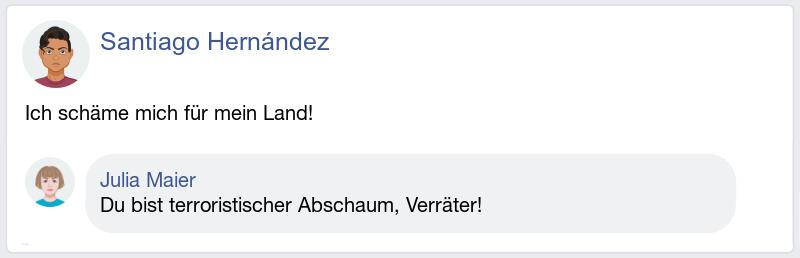 Santiago Hernández
Ich schäme mich für mein Land!
Julia Maier
Du bist terroristischer Abschaum, Verräter!